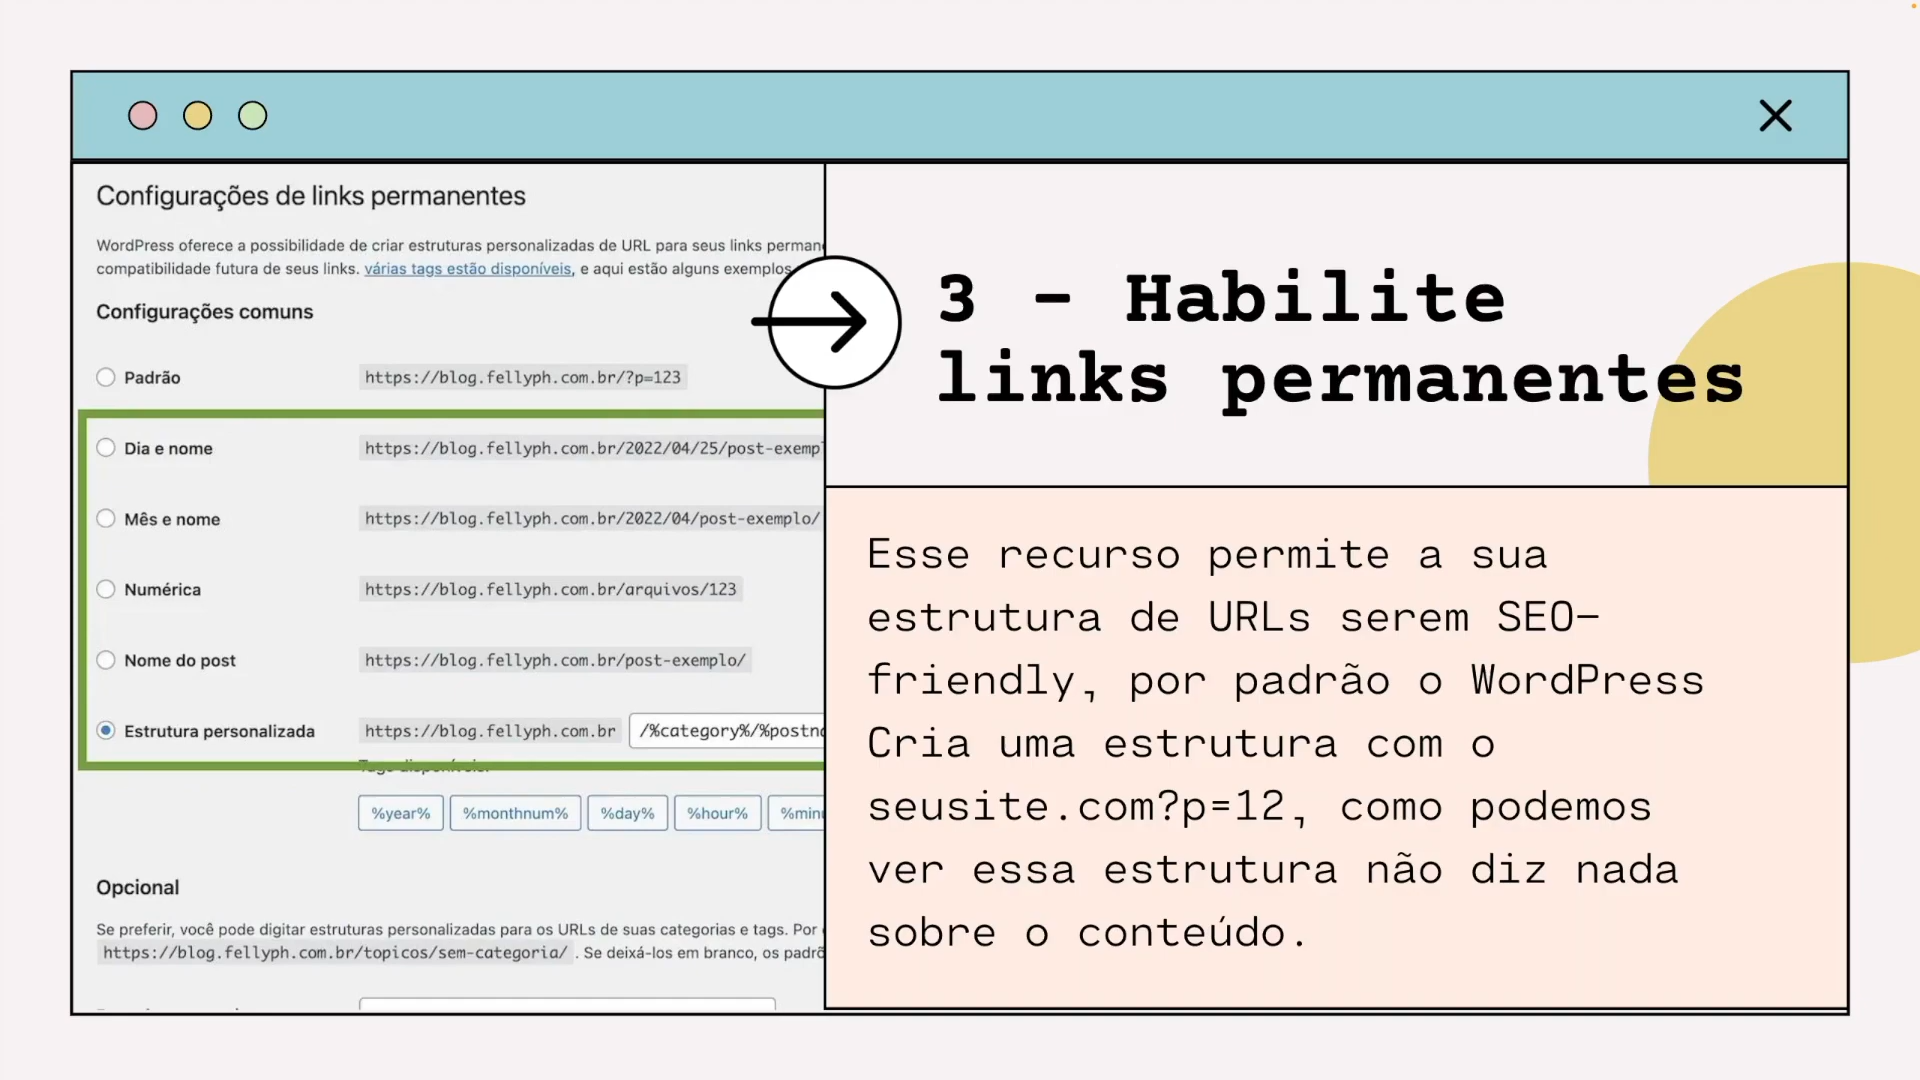 Configurações de links permanentes
WordPress oferece a possibilidade de criar estruturas personalizadas de URL para seus links
compatibilidade futura de seus links. várias tags estão disponíveis, e aqui estão alguns exemplos
Configurações comuns
Padrão https://blog.fellyph.com.br/?p=123
Dia e nome https://blog.fellyph.com.br/2022/04/25/post-exemp
Mês e nome https://blog.fellyph.com.br/2022/04/post-exemplo/
Numérica https://blog.fellyph.com.br/arquivos/123
Nome do post https://blog.fellyph.com.br/post-exemplo/
Estrutura personalizada https://blog.fellyph.com.br /%category%/%postn
%year% %monthnum% %day% %hour%
Opcional
Se preferir, você pode digitar estruturas personalizadas para os URLs de suas categorias e tags. Por
https://blog.fellyph.com.br/topicos/sem-categoria/ . Se deixá-los em branco, os
3 - Habilite
links permanentes
Esse recurso permite a sua
estrutura de URLs serem SEO-
friendly, por padrão o WordPress
Cria uma estrutura com o
seusite.com?p=12, como podemos
ver essa estrutura não diz nada
sobre o conteúdo.